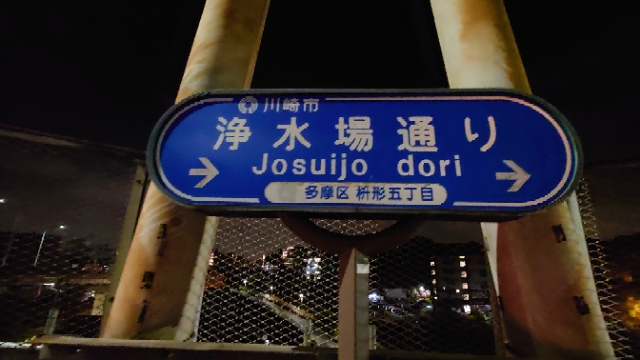 川崎市
浄水場通り
Josuijo dori
多摩区 枡形五丁目